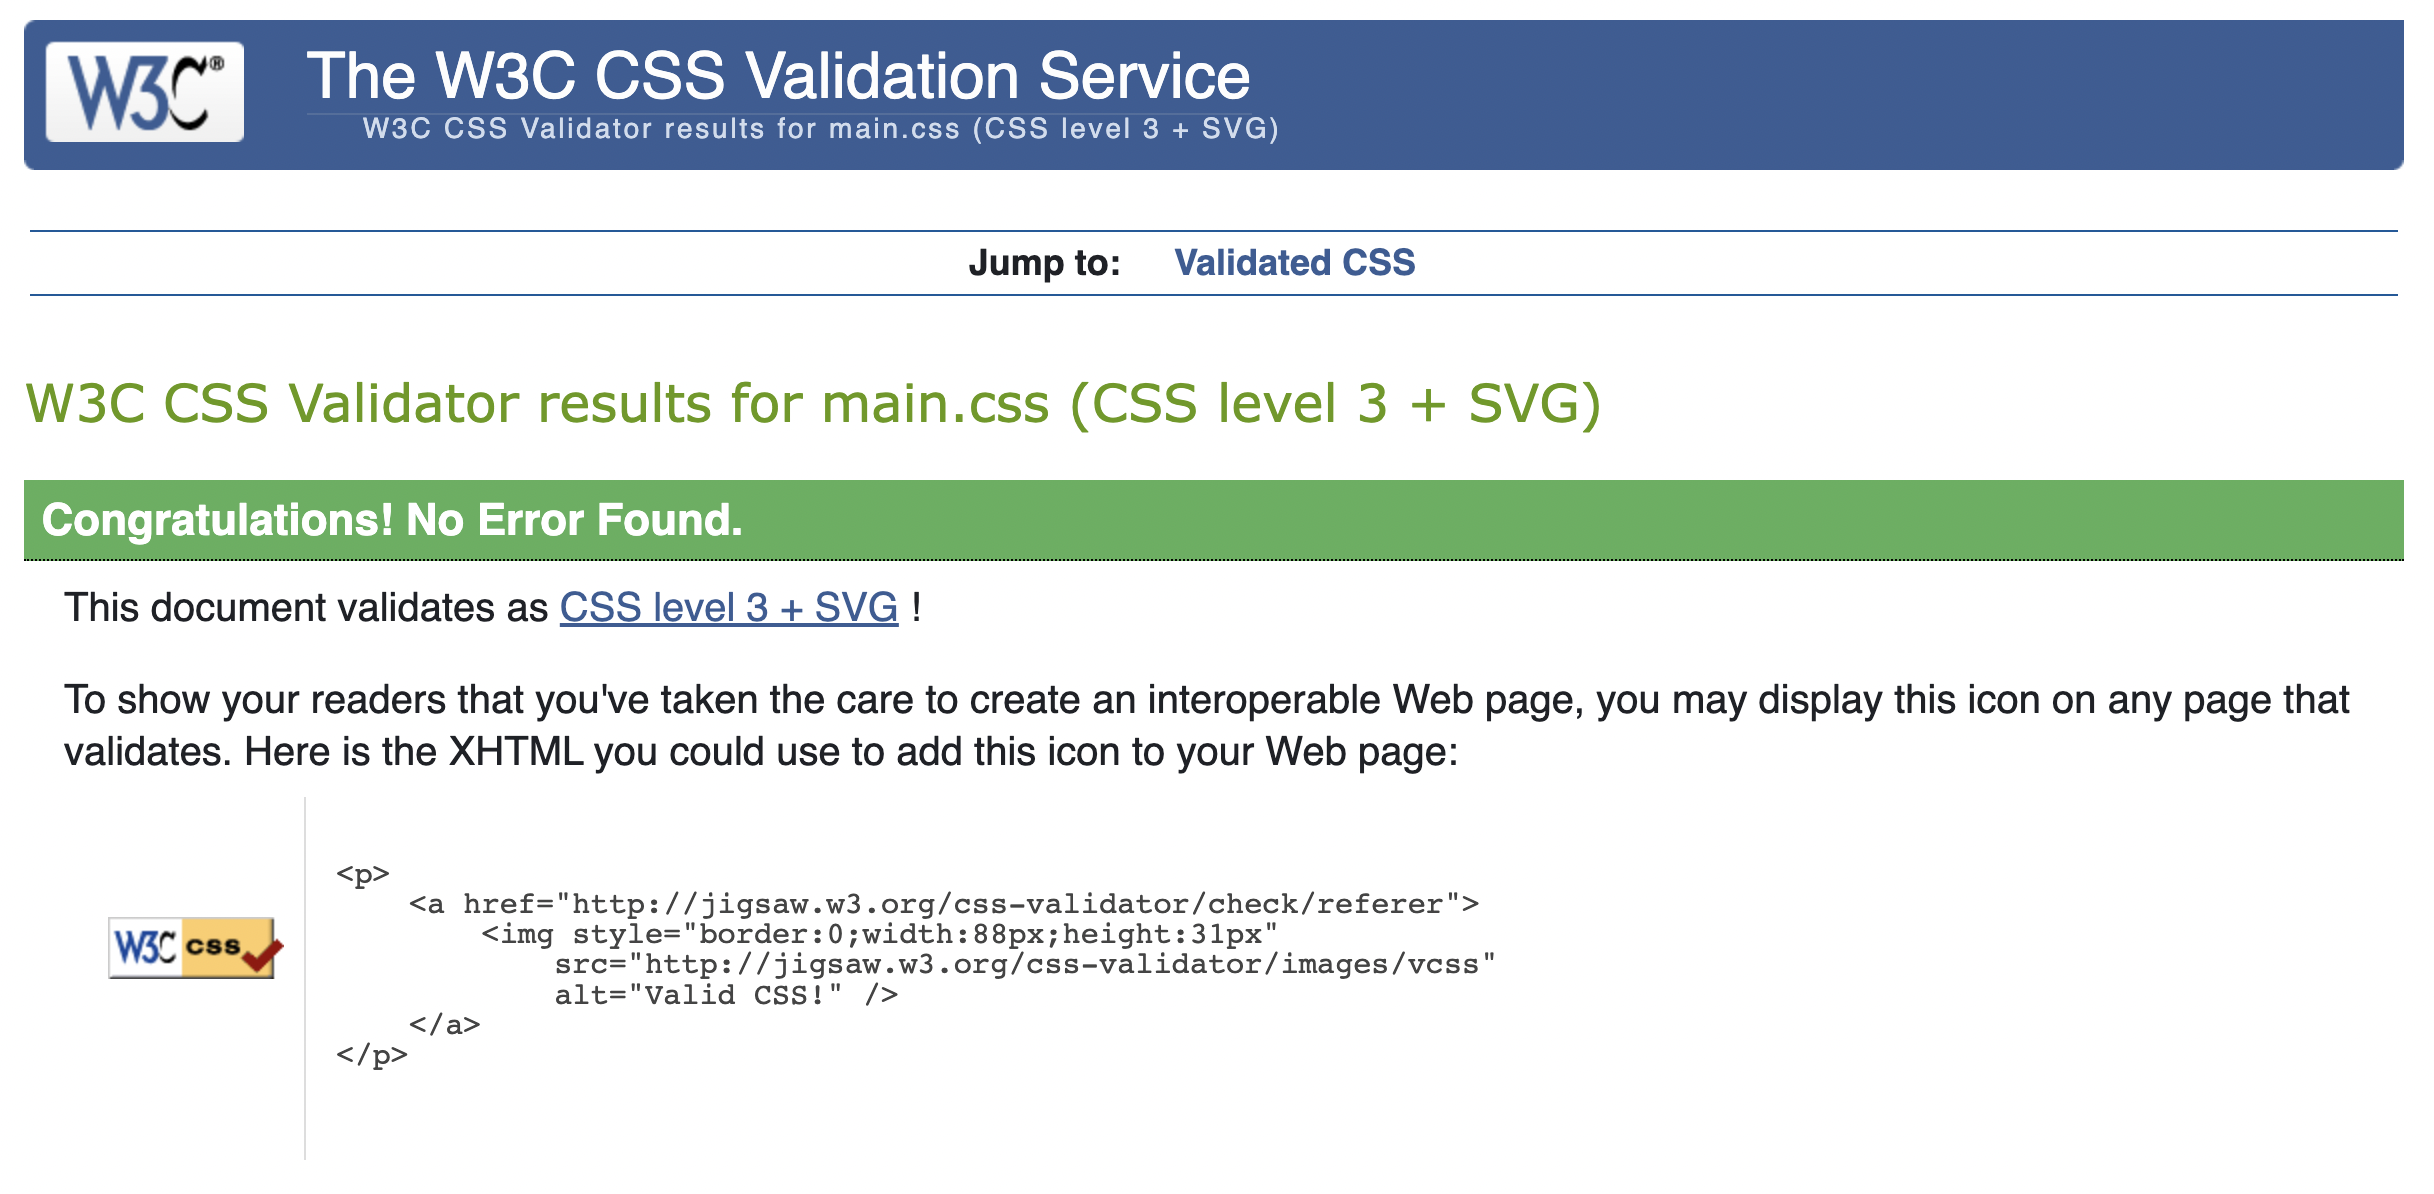 W3C®
The W3C CSS Validation Service
W3C CSS Validator results for main.css (CSS level 3 + SVG)
Jump to: Validated CSS
W3C CSS Validator results for main.css (CSS level 3 + SVG)
Congratulations! No Error Found.
This document validates as CSS level 3 + SVG !
To show your readers that you've taken the care to create an interoperable Web page, you may display this icon on any page that
validates. Here is the XHTML you could use to add this icon to your Web page:
W3C css
<p>
    <a href="http://jigsaw.w3.org/css-validator/check/referer">
        <img style="border:0;width:88px;height:31px"
            src="http://jigsaw.w3.org/css-validator/images/vcss"
            alt="Valid CSS!" />
    </a>
</p>